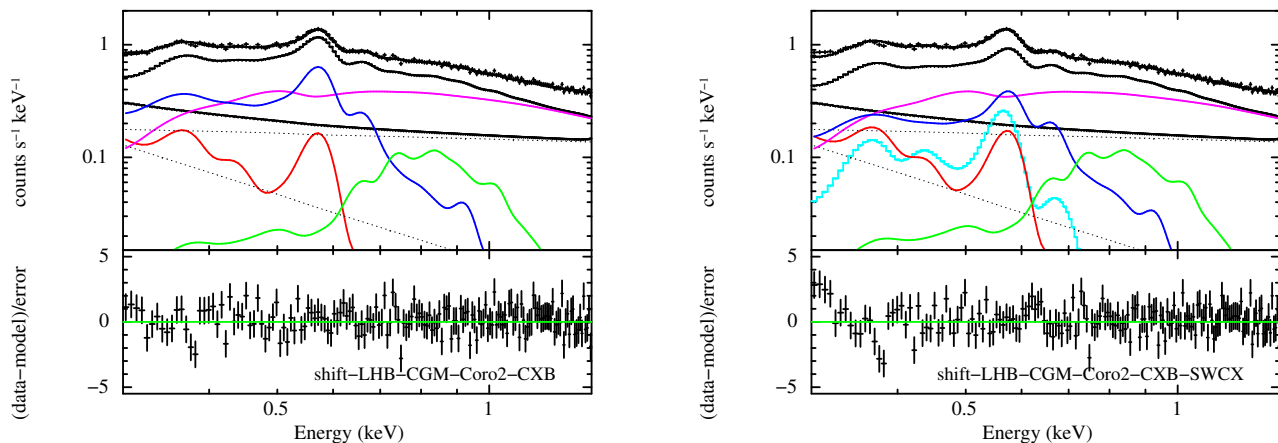 counts s−1 keV−1
1
0.1
(data−model)/error
5
0
−5
shift−LHB−CGM−Coro2−CXB
0.5
1
Energy (keV)
counts s−1 keV−1
1
0.1
(data−model)/error
5
0
−5
shift−LHB−CGM−Coro2−CXB−SWCX
0.5
1
Energy (keV)